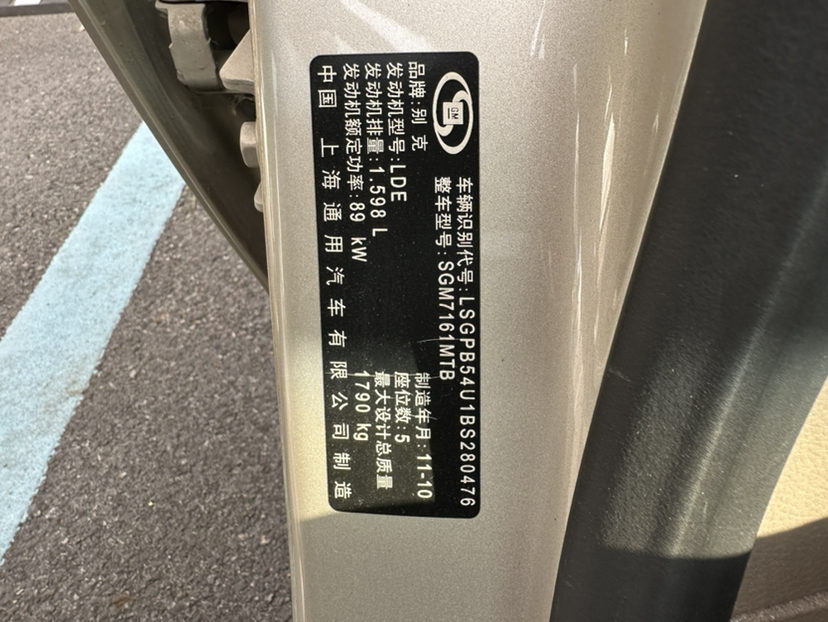 GM
车辆识别代号:LSGPB54U1BS280476
整车型号:SGM7161MTB
品牌:别克 制造年月:11-10
发动机型号:LDE 座位数:5
发动机排量:1.598 L 最大设计总质量
发动机额定功率:89 kW 1790 kg
中国 上海通用汽车有限公司制造